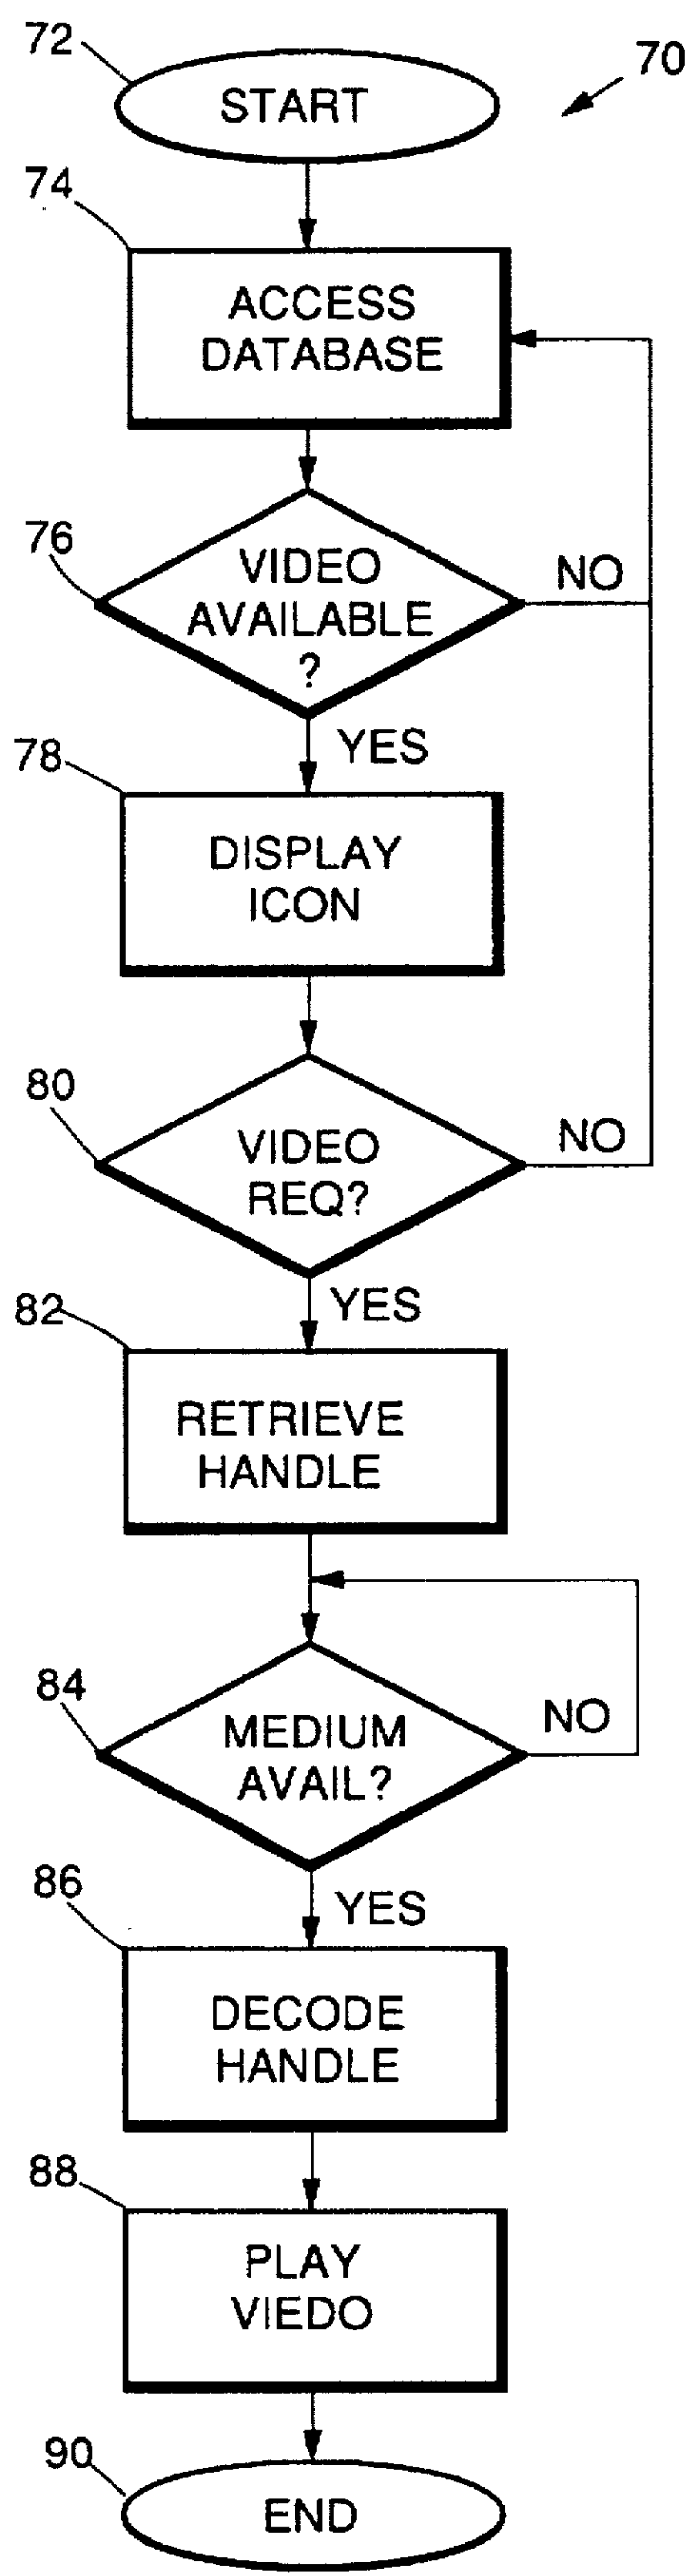 72
START
70
74
ACCESS
DATABASE
76
VIDEO
AVAILABLE
?
NO
YES
78
DISPLAY
ICON
80
VIDEO
REQ?
NO
YES
82
RETRIEVE
HANDLE
84
MEDIUM
AVAIL?
NO
YES
86
DECODE
HANDLE
88
PLAY
VIEDO
90
END